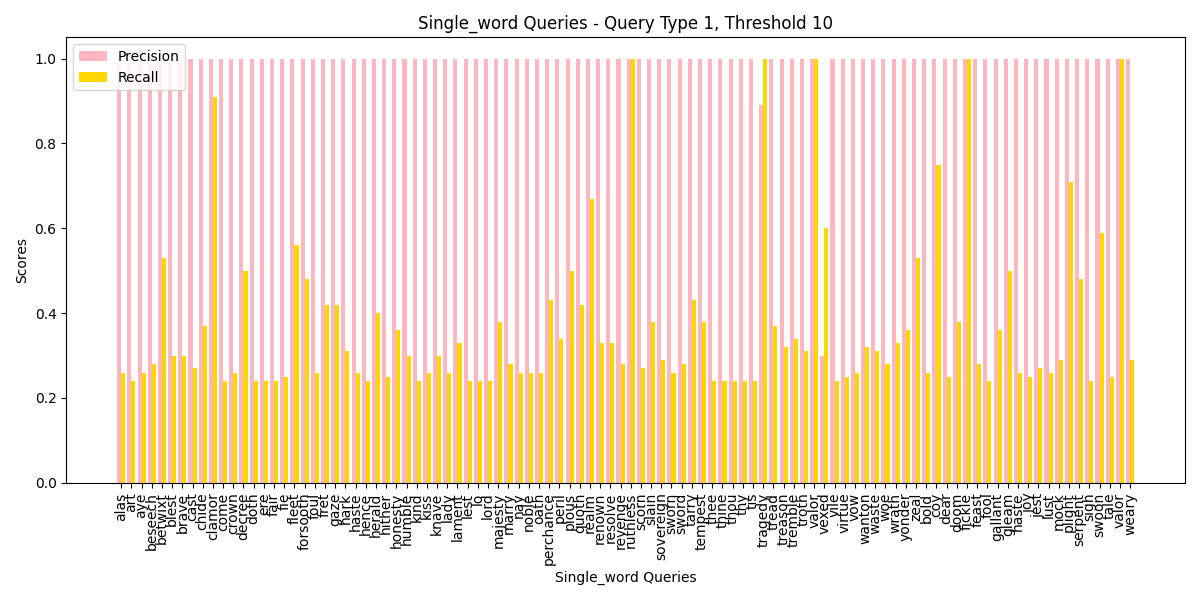 Single_word Queries - Query Type 1, Threshold 10
Precision
Recall
Scores
1.0
0.8
0.6
0.4
0.2
0.0
alas
art
aye
beseech
betwixt
blest
brave
cast
chide
clamor
come
crown
decree
doth
ere
fair
fie
fleet
forsooth
foul
fret
gaze
hark
haste
hence
herald
hither
honesty
humble
kind
kiss
knave
lady
lament
lest
lo
lord
majesty
marry
nay
noble
oath
perchance
peril
pious
quoth
realm
renown
resolve
revenge
ruthless
scorn
slain
sovereign
sworn
sword
tarry
tempest
thee
thine
thou
thy
tis
tragedy
tread
treason
tremble
troth
valor
vexed
vile
virtue
vow
wanton
waste
woe
wrath
yonder
zeal
bold
coy
dear
doom
fickle
feast
fool
gallant
gleam
haste
joy
jest
lust
mock
plight
serpent
sigh
swoon
tale
valor
weary
Single_word Queries